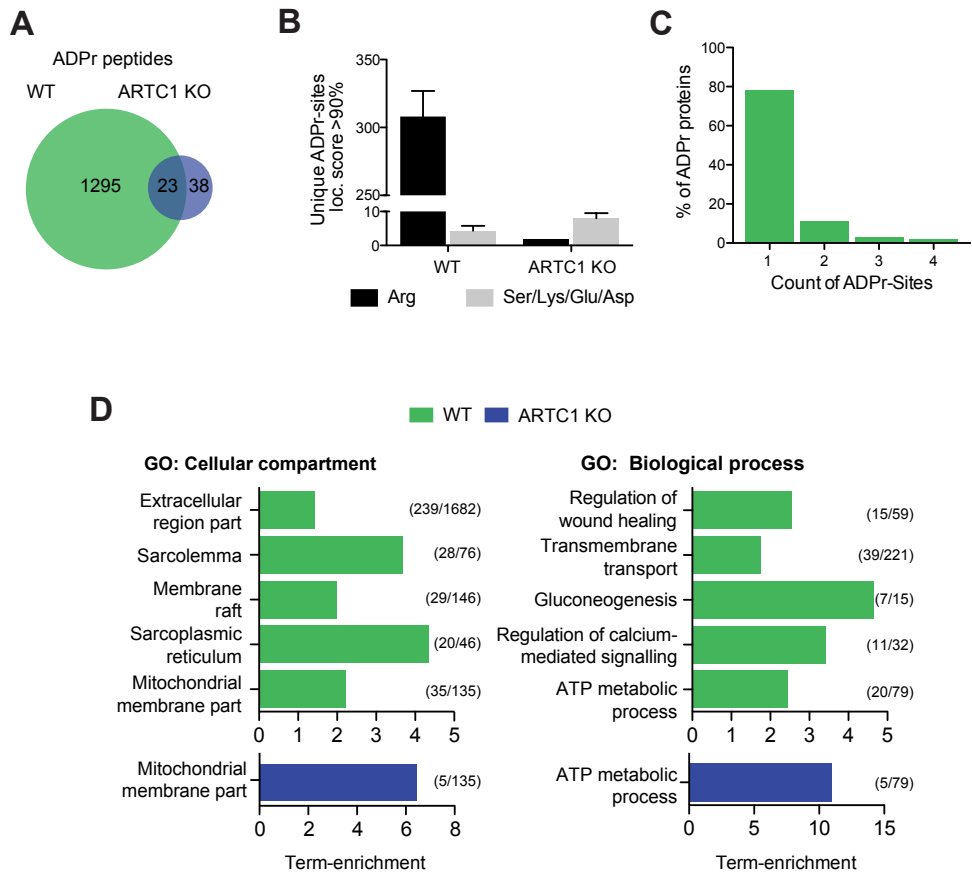 A
ADPr peptides
WT
ARTC1 KO
1295
23
38
B
Unique ADPr-sites
loc. score >90%
350
300
250
10
0
WT
ARTC1 KO
Arg
Ser/Lys/Glu/Asp
C
% of ADPr proteins
100
80
60
40
20
0
1
2
3
4
Count of ADPr-Sites
D
WT
ARTC1 KO
GO: Cellular compartment
Extracellular
region part
(239/1682)
Sarcolemma
(28/76)
Membrane
raft
(29/146)
Sarcoplasmic
reticulum
(20/46)
Mitochondrial
membrane part
(35/135)
0
1
2
3
4
5
Mitochondrial
membrane part
(5/135)
0
2
4
6
8
Term-enrichment
GO: Biological process
Regulation of
wound healing
(15/59)
Transmembrane
transport
(39/221)
Gluconeogenesis
(7/15)
Regulation of calcium-
mediated signalling
(11/32)
ATP metabolic
process
(20/79)
0
1
2
3
4
5
ATP metabolic
process
(5/79)
0
5
10
15
Term-enrichment